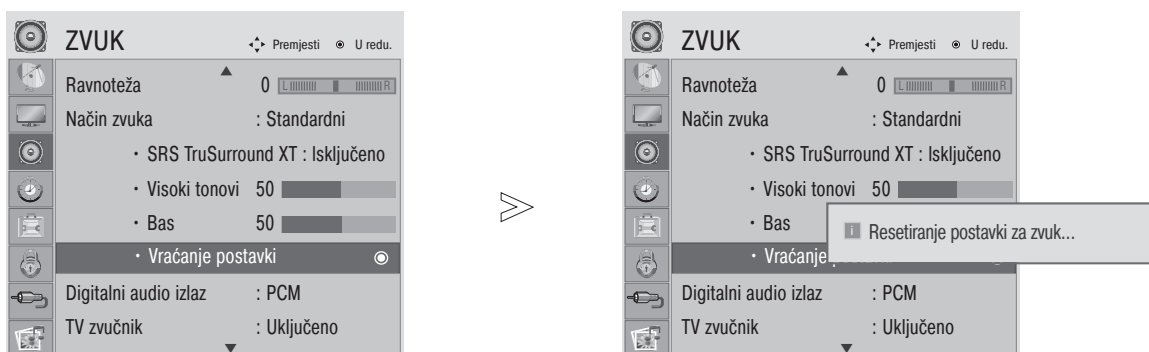 ZVUK
Premjesti U redu.
Ravnoteža 0 L R
Način zvuka : Standardni
• SRS TruSurround XT : Isključeno
• Visoki tonovi 50
• Bas 50
• Vraćanje postavki
Digitalni audio izlaz : PCM
TV zvučnik : Uključeno
ZVUK
Premjesti U redu.
Ravnoteža 0 L R
Način zvuka : Standardni
• SRS TruSurround XT : Isključeno
• Visoki tonovi 50
• Bas
i Resetiranje postavki za zvuk...
• Vraćanje
Digitalni audio izlaz : PCM
TV zvučnik : Uključeno